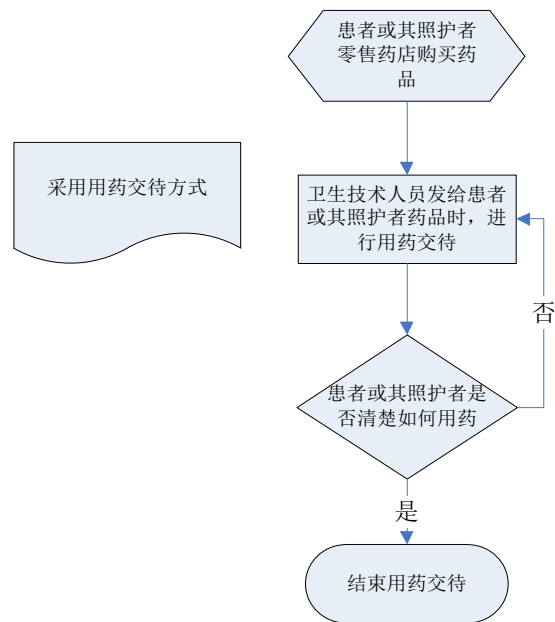 患者或其照护者
零售药店购买药
品
采用用药交待方式
卫生技术人员发给患者
或其照护者药品时，进
行用药交待
否
患者或其照护者是
否清楚如何用药
是
结束用药交待